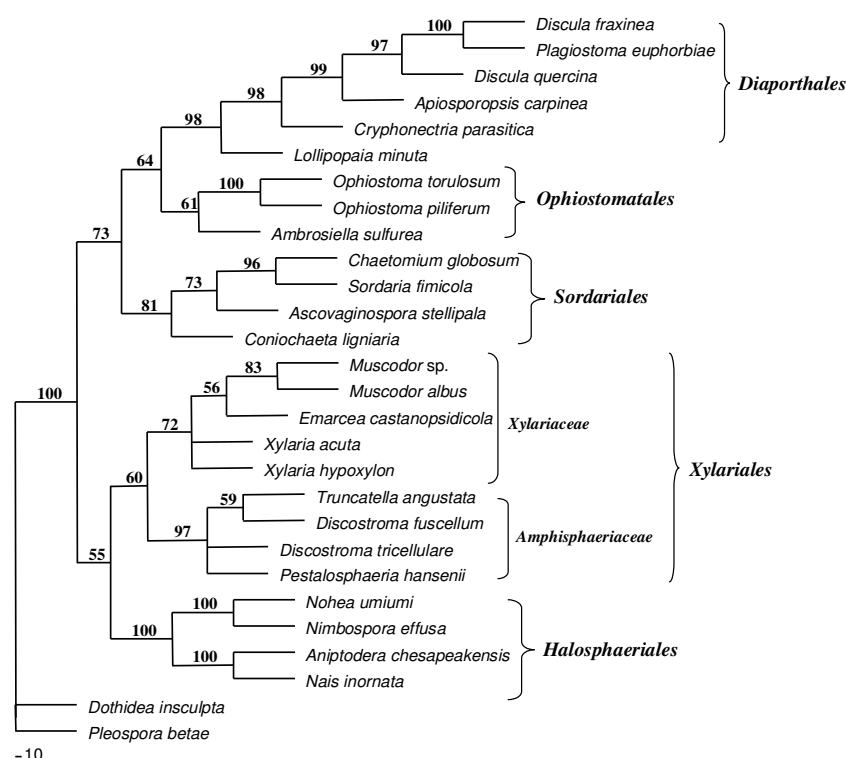 100 Discula fraxinea
97 Plagiostoma euphorbiae
99 Discula quercina
Diaporthales
98 Apiosporopsis carpinea
98 Cryphonectria parasitica
Lollipopaia minuta
64
100 Ophiostoma torulosum
Ophiostomatales
61 Ophiostoma piliferum
73 Ambrosiella sulfurea
96 Chaetomium globosum
73 Sordaria fimicola
Sordariales
81 Ascovaginospora stellipala
Coniochaeta ligniaria
83 Muscodor sp.
100 56 Muscodor albus
72 Emarcea castanopsidicola Xylariaceae
Xylaria acuta
Xylaria hypoxylon
Xylariales
60
59 Truncatella angustata
Discostroma fuscellum
97 Amphisphaeriaceae
55 Discostroma tricellulare
Pestalosphaeria hansenii
100 Nohea umiumi
100 Nimbospora effusa
Halosphaeriales
100 Aniptodera chesapeakensis
Nais inornata
Dothidea insculpta
Pleospora betae
10